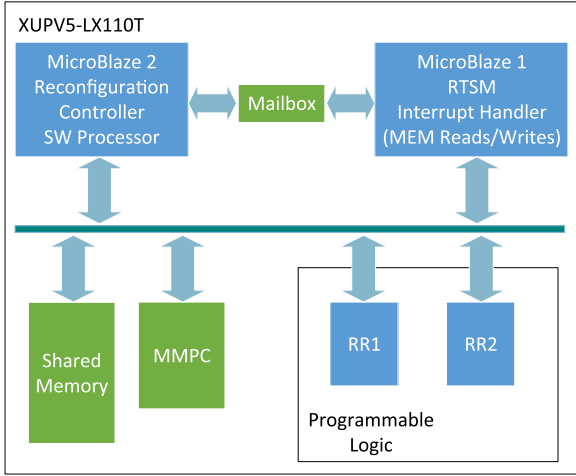 XUPV5-LX110T
MicroBlaze 2
Reconfiguration
Controller
SW Processor
Mailbox
MicroBlaze 1
RTSM
Interrupt Handler
(MEM Reads/Writes)
Shared
Memory
MMPC
RR1
RR2
Programmable
Logic